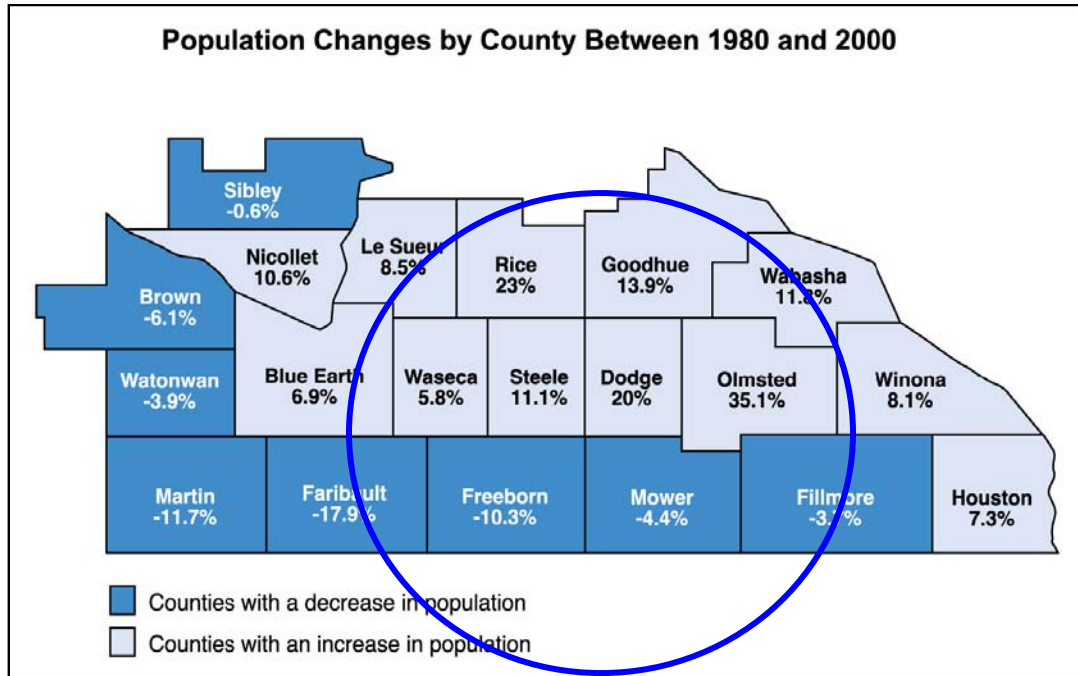 Population Changes by County Between 1980 and 2000
Sibley
-0.6%
Nicollet
10.6%
Le Sueur
8.5%
Rice
23%
Goodhue
13.9%
Wabasha
11.8%
Brown
-6.1%
Watonwan
-3.9%
Blue Earth
6.9%
Waseca
5.8%
Steele
11.1%
Dodge
20%
Olmsted
35.1%
Winona
8.1%
Martin
-11.7%
Faribault
-17.9%
Freeborn
-10.3%
Mower
-4.4%
Fillmore
Houston
7.3%
Counties with a decrease in population
Counties with an increase in population